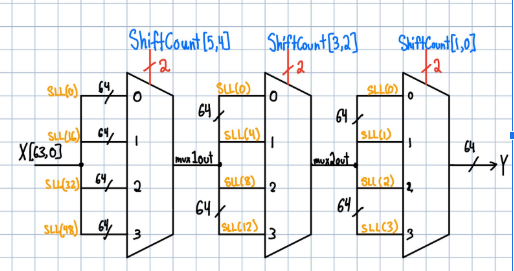 ShiftCount[5,4] ShiftCount[3,2] ShiftCount[1,0]
2 2 2
SLL(0) 64 0 SLL(0) 0 SLL(0) 0
64 64
SLL(16) 64 1 SLL(4) 1 SLL(1) 1
X[63,0] mux1out mux2out 64 Y
SLL(32) 64 2 SLL(8) 2 SLL(2) 2
64 64
SLL(48) 64 3 SLL(12) 3 SLL(3) 3